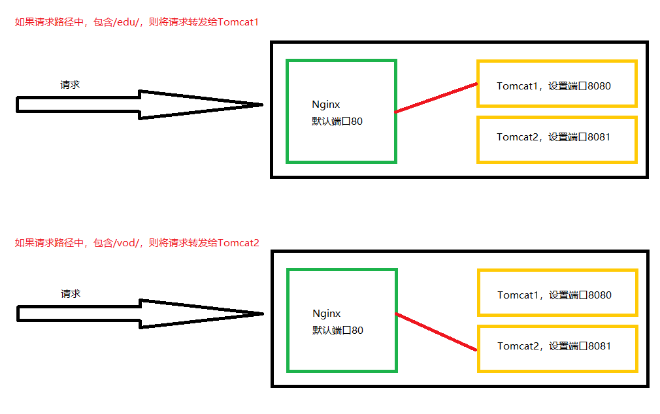 如果请求路径中，包含/edu/，则将请求转发给Tomcat1
请求
Nginx
默认端口80
Tomcat1，设置端口8080
Tomcat2，设置端口8081
如果请求路径中，包含/vod/，则将请求转发给Tomcat2
请求
Nginx
默认端口80
Tomcat1，设置端口8080
Tomcat2，设置端口8081